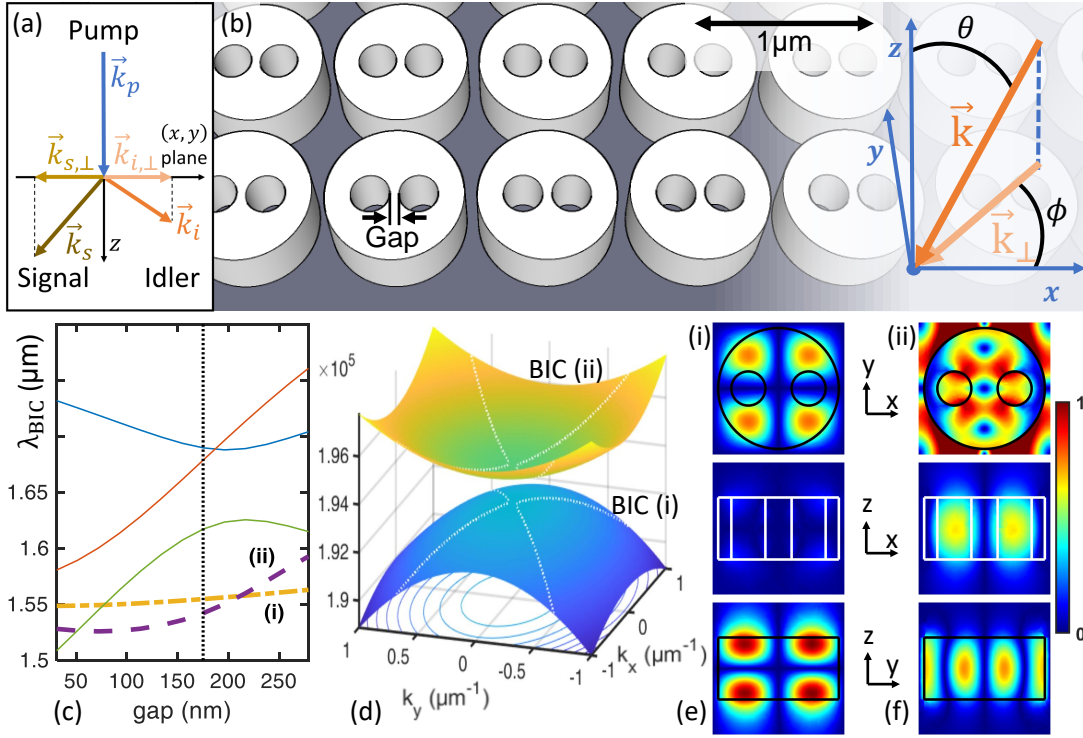 (a)
Pump
k⃗p
(x, y)
plane
k⃗s,⊥
k⃗i,⊥
k⃗s
k⃗i
z
Signal
Idler
(b)
1µm
Gap
z
θ
y
k⃗
k⃗⊥
ϕ
x
λBIC (µm)
1.65
1.6
1.55
1.5
(ii)
(i)
50
100
150
200
250
gap (nm)
(c)
×10⁵
1.96
1.94
1.92
1.9
BIC (ii)
BIC (i)
1
0.5
0
-0.5
-1
ky (µm⁻¹)
-1
0
1
kx (µm⁻¹)
(d)
(i)
y
x
z
x
z
y
(e)
(ii)
1
0
(f)